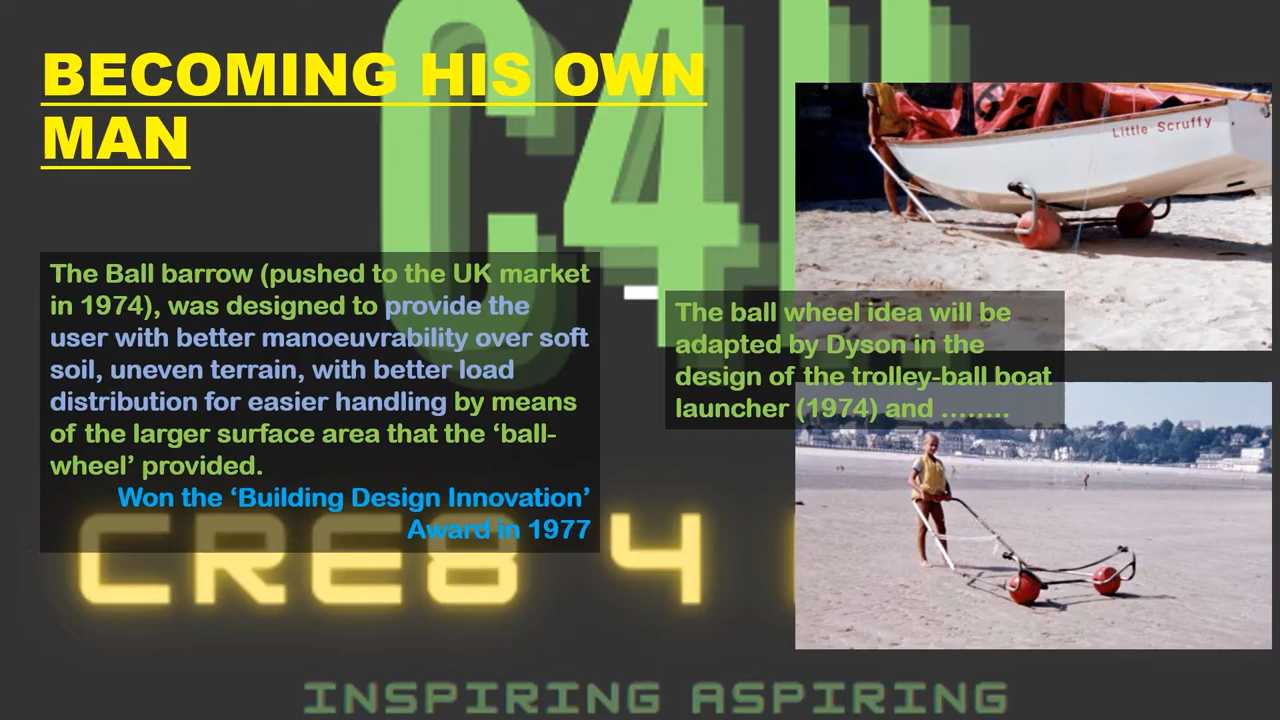 C4
BECOMING HIS OWN
MAN
Little Scruffy
The Ball barrow (pushed to the UK market
in 1974), was designed to provide the
user with better manoeuvrability over soft
soil, uneven terrain, with better load
distribution for easier handling by means
of the larger surface area that the ‘ball-
wheel’ provided.
Won the ‘Building Design Innovation’
Award in 1977
The ball wheel idea will be
adapted by Dyson in the
design of the trolley-ball boat
launcher (1974) and ........
CRE8 4
INSPIRING ASPIRING